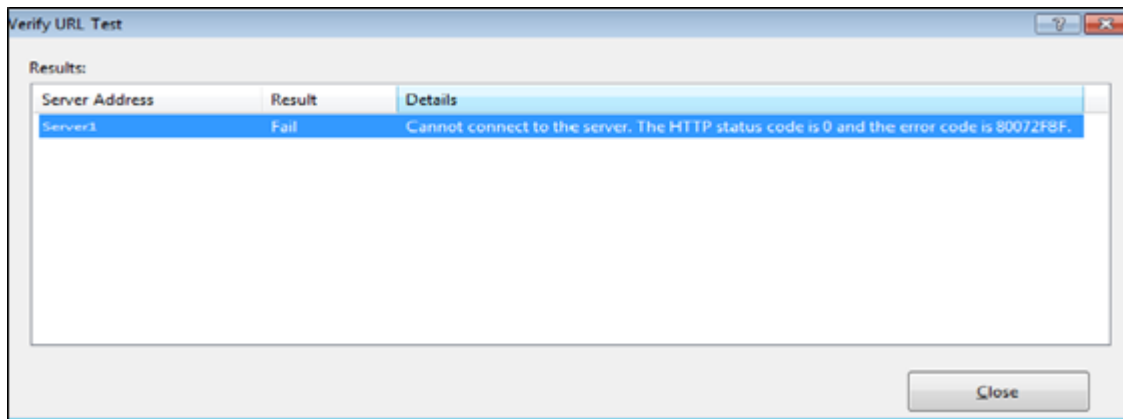 Verify URL Test
Results:
Server Address Result Details
Server1 Fail Cannot connect to the server. The HTTP status code is 0 and the error code is 80072F8F.
Close